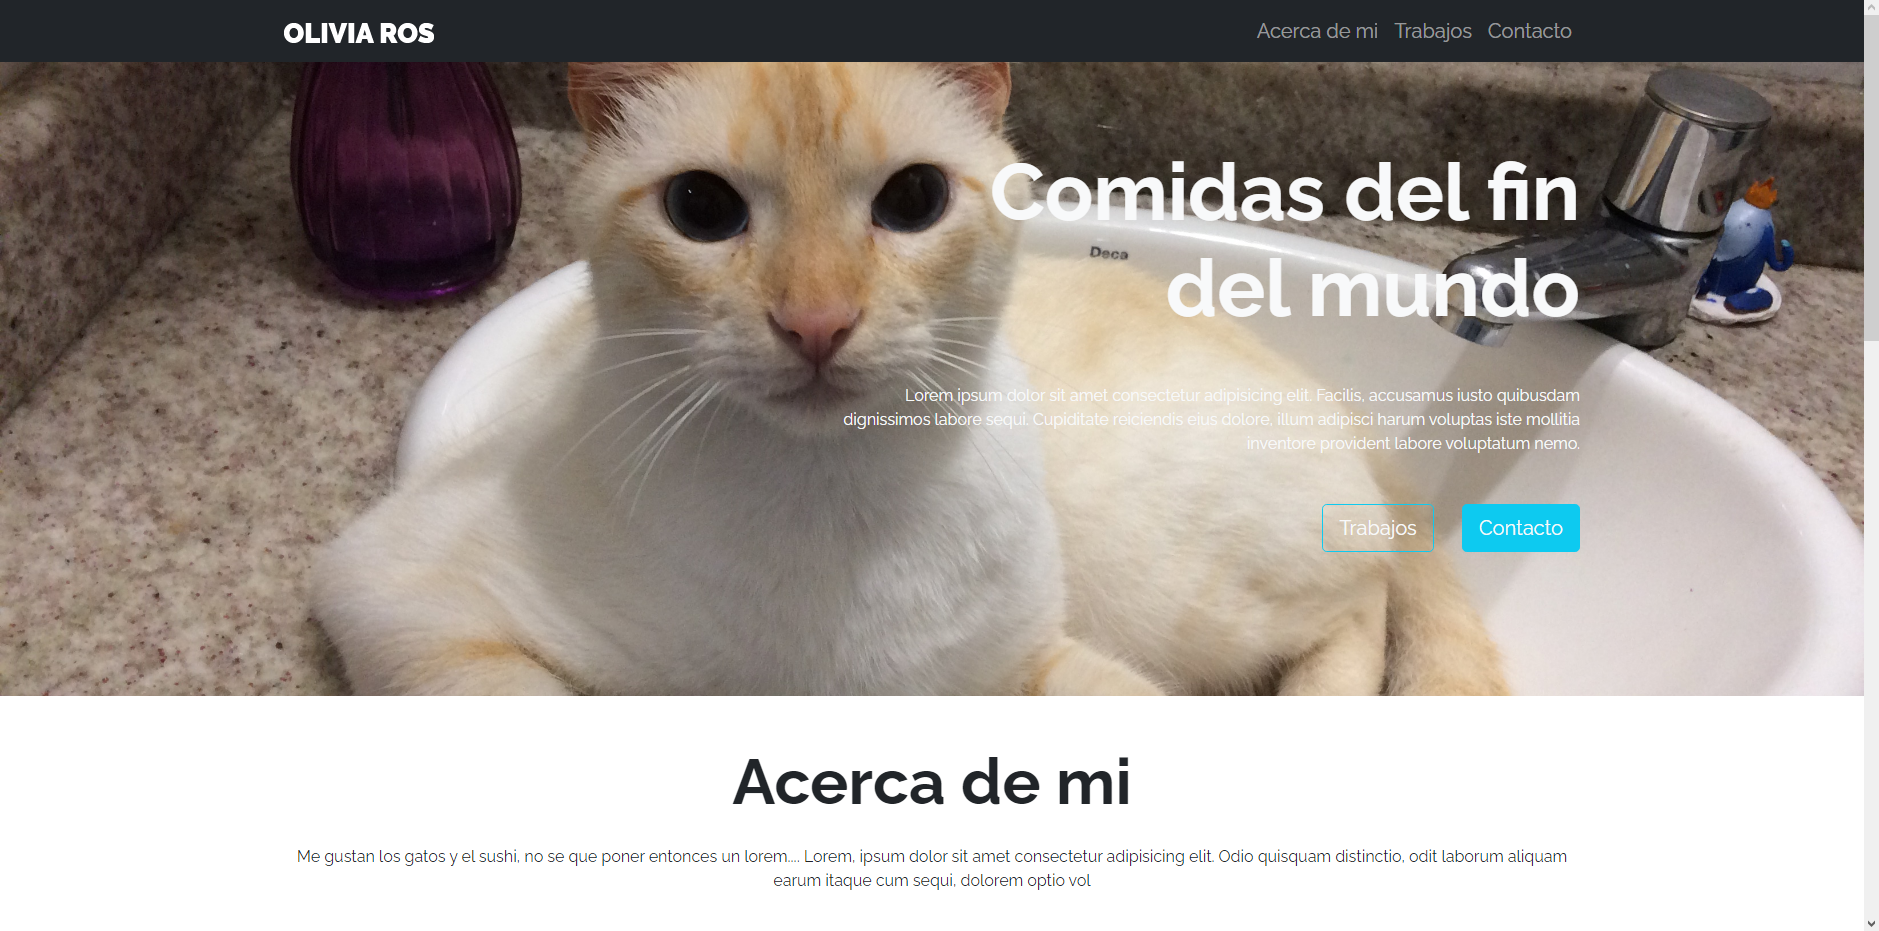 OLIVIA ROS
Acerca de mi Trabajos Contacto
Deca
Comidas del fin
del mundo
Lorem ipsum dolor sit amet consectetur adipisicing elit. Facilis, accusamus iusto quibusdam
dignissimos labore sequi. Cupiditate reiciendis eius dolore, illum adipisci harum voluptas iste mollitia
inventore provident labore voluptatum nemo.
Trabajos Contacto
Acerca de mi
Me gustan los gatos y el sushi, no se que poner entonces un lorem.... Lorem, ipsum dolor sit amet consectetur adipisicing elit. Odio quisquam distinctio, odit laborum aliquam
earum itaque cum sequi, dolorem optio vol